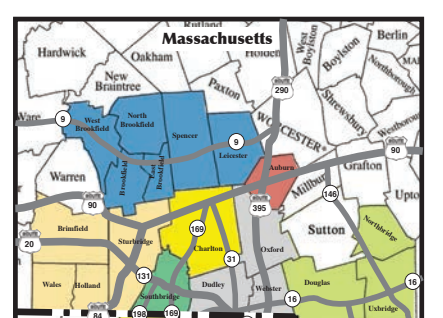 Rutland
Berlin
Massachusetts
West
Boylston
Hardwick
Oakham
Holden
Boylston
Northborough
New
Braintree
290
Paxton
Shrewsbury
Ware
9
West
Brookfield
North
Brookfield
Spencer
WORCESTER
Westboro
9
Leicester
90
Brookfield
East
Brookfield
Auburn
Grafton
Warren
Millbury
146
Upto
90
395
169
Northbridge
Brimfield
Sturbridge
Sutton
20
Charlton
Oxford
31
131
16
Wales
Holland
Southbridge
Dudley
Webster
Douglas
16
Uxbridge
84
198
169